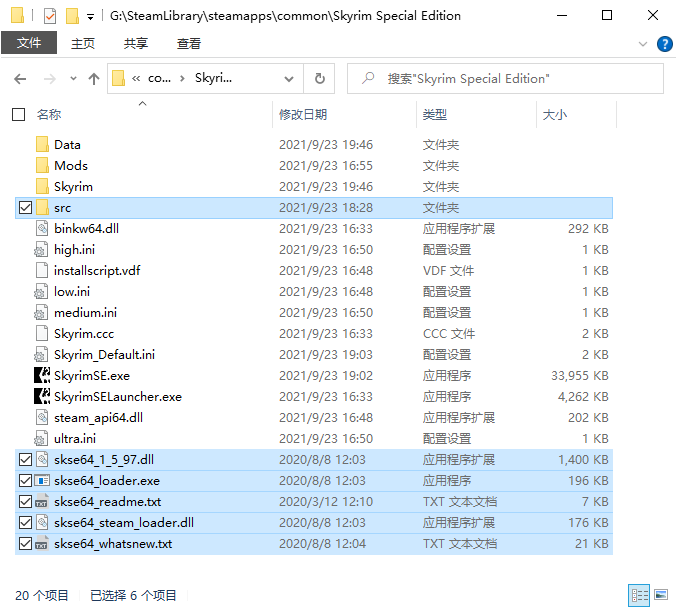 G:\SteamLibrary\steamapps\common\Skyrim Special Edition
文件 主页 共享 查看
« co... › Skyri... 搜索"Skyrim Special Edition"
名称 修改日期 类型 大小
Data 2021/9/23 19:46 文件夹
Mods 2021/9/23 16:55 文件夹
Skyrim 2021/9/23 19:46 文件夹
src 2021/9/23 18:28 文件夹
binkw64.dll 2021/9/23 16:33 应用程序扩展 292 KB
high.ini 2021/9/23 16:50 配置设置 1 KB
installscript.vdf 2021/9/23 16:48 VDF 文件 1 KB
low.ini 2021/9/23 16:48 配置设置 1 KB
medium.ini 2021/9/23 16:50 配置设置 1 KB
Skyrim.ccc 2021/9/23 16:33 CCC 文件 2 KB
Skyrim_Default.ini 2021/9/23 19:03 配置设置 2 KB
SkyrimSE.exe 2021/9/23 19:02 应用程序 33,955 KB
SkyrimSELauncher.exe 2021/9/23 16:33 应用程序 4,262 KB
steam_api64.dll 2021/9/23 16:48 应用程序扩展 202 KB
ultra.ini 2021/9/23 16:50 配置设置 1 KB
skse64_1_5_97.dll 2020/8/8 12:03 应用程序扩展 1,400 KB
skse64_loader.exe 2020/8/8 12:03 应用程序 196 KB
skse64_readme.txt 2020/3/12 12:10 TXT 文本文档 7 KB
skse64_steam_loader.dll 2020/8/8 12:03 应用程序扩展 176 KB
skse64_whatsnew.txt 2020/8/8 12:04 TXT 文本文档 21 KB
20 个项目 已选择 6 个项目